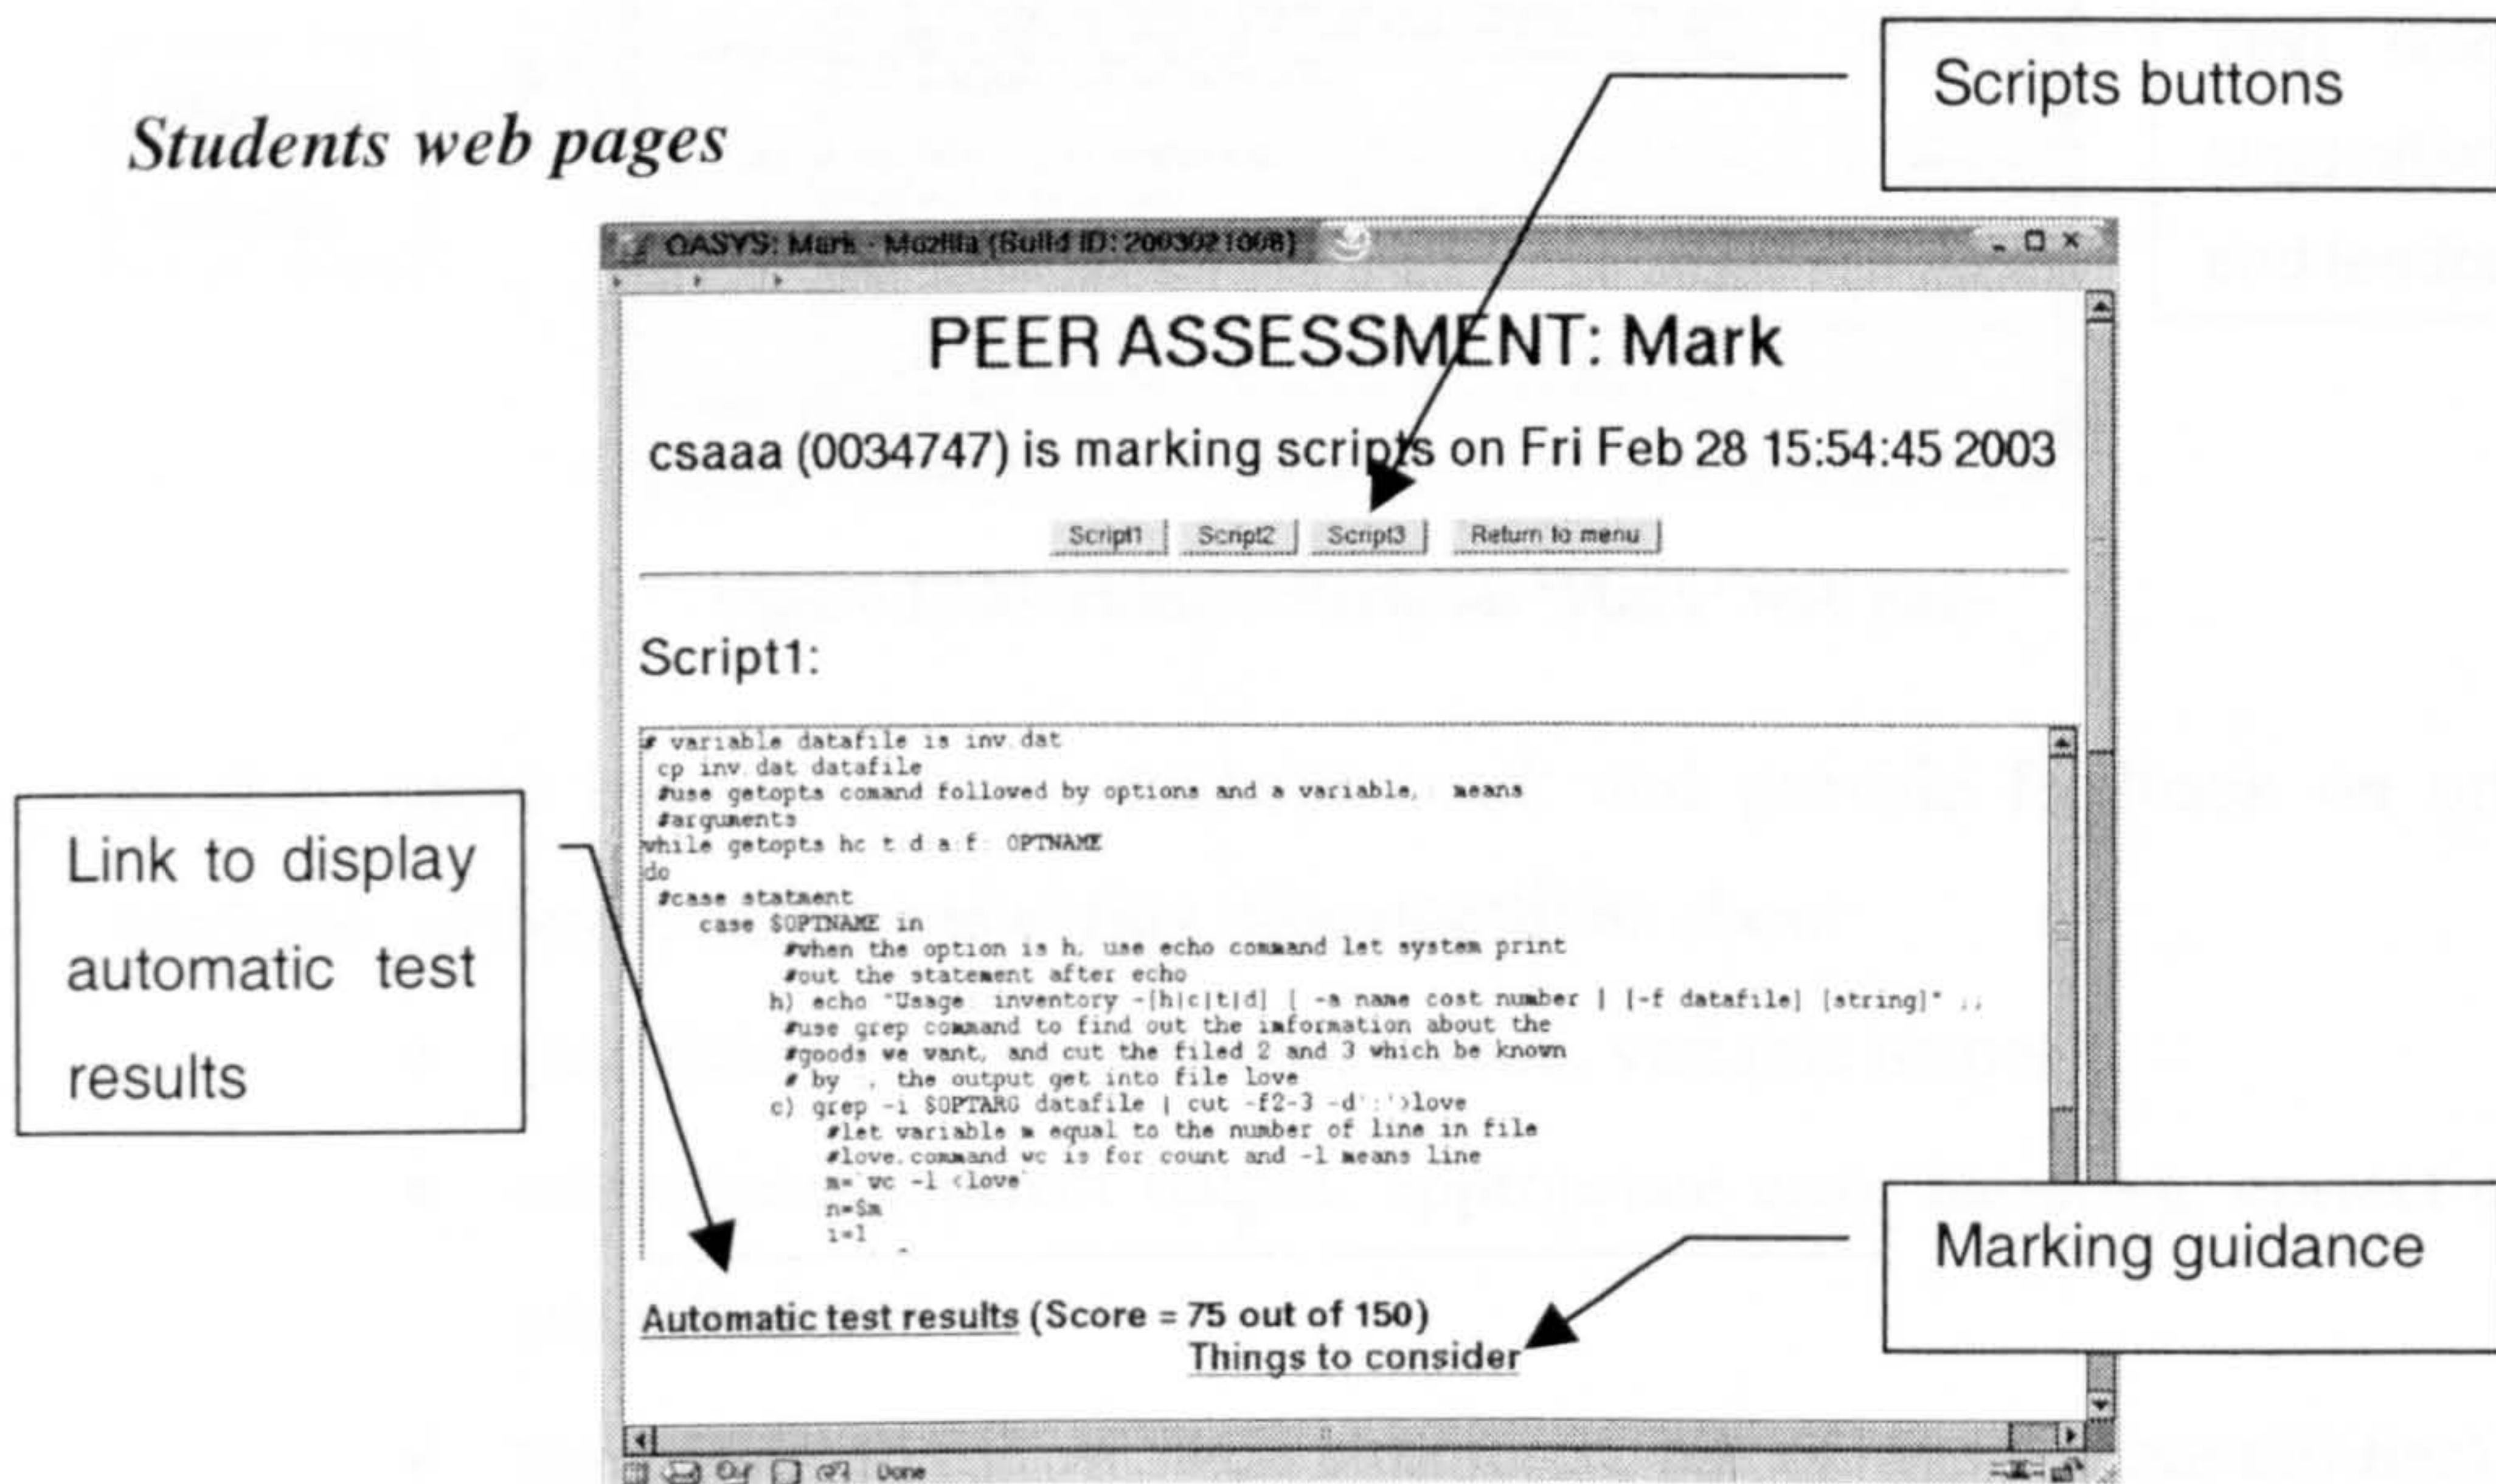 Students web pages
Scripts buttons
OASYS: Mark - Mozilla {Build ID: 2003021008}
PEER ASSESSMENT: Mark
csaaa (0034747) is marking scripts on Fri Feb 28 15:54:45 2003
Script1 Script2 Script3 Return to menu
Script1:
# variable datafile is inv.dat
cp inv.dat datafile
#use getopts comand followed by options and a variable, : means
#arguments
while getopts hc:t:d:a:f: OPTNAME
do
#case statment
case $OPTNAME in
#when the option is h, use echo command let system print
#out the statement after echo
h) echo "Usage: inventory -[h|c|t|d] [ -a name cost number ] [-f datafile] [string]" ;;
#use grep command to find out the information about the
#goods we want, and cut the filed 2 and 3 which be known
# by :, the output get into file love
c) grep -i $OPTARG datafile | cut -f2-3 -d':'>love
#let variable m equal to the number of line in file
#love.command wc is for count and -l means line
m=`wc -l <love`
n=$m
i=1
Link to display
automatic test
results
Marking guidance
Automatic test results (Score = 75 out of 150)
Things to consider
Done